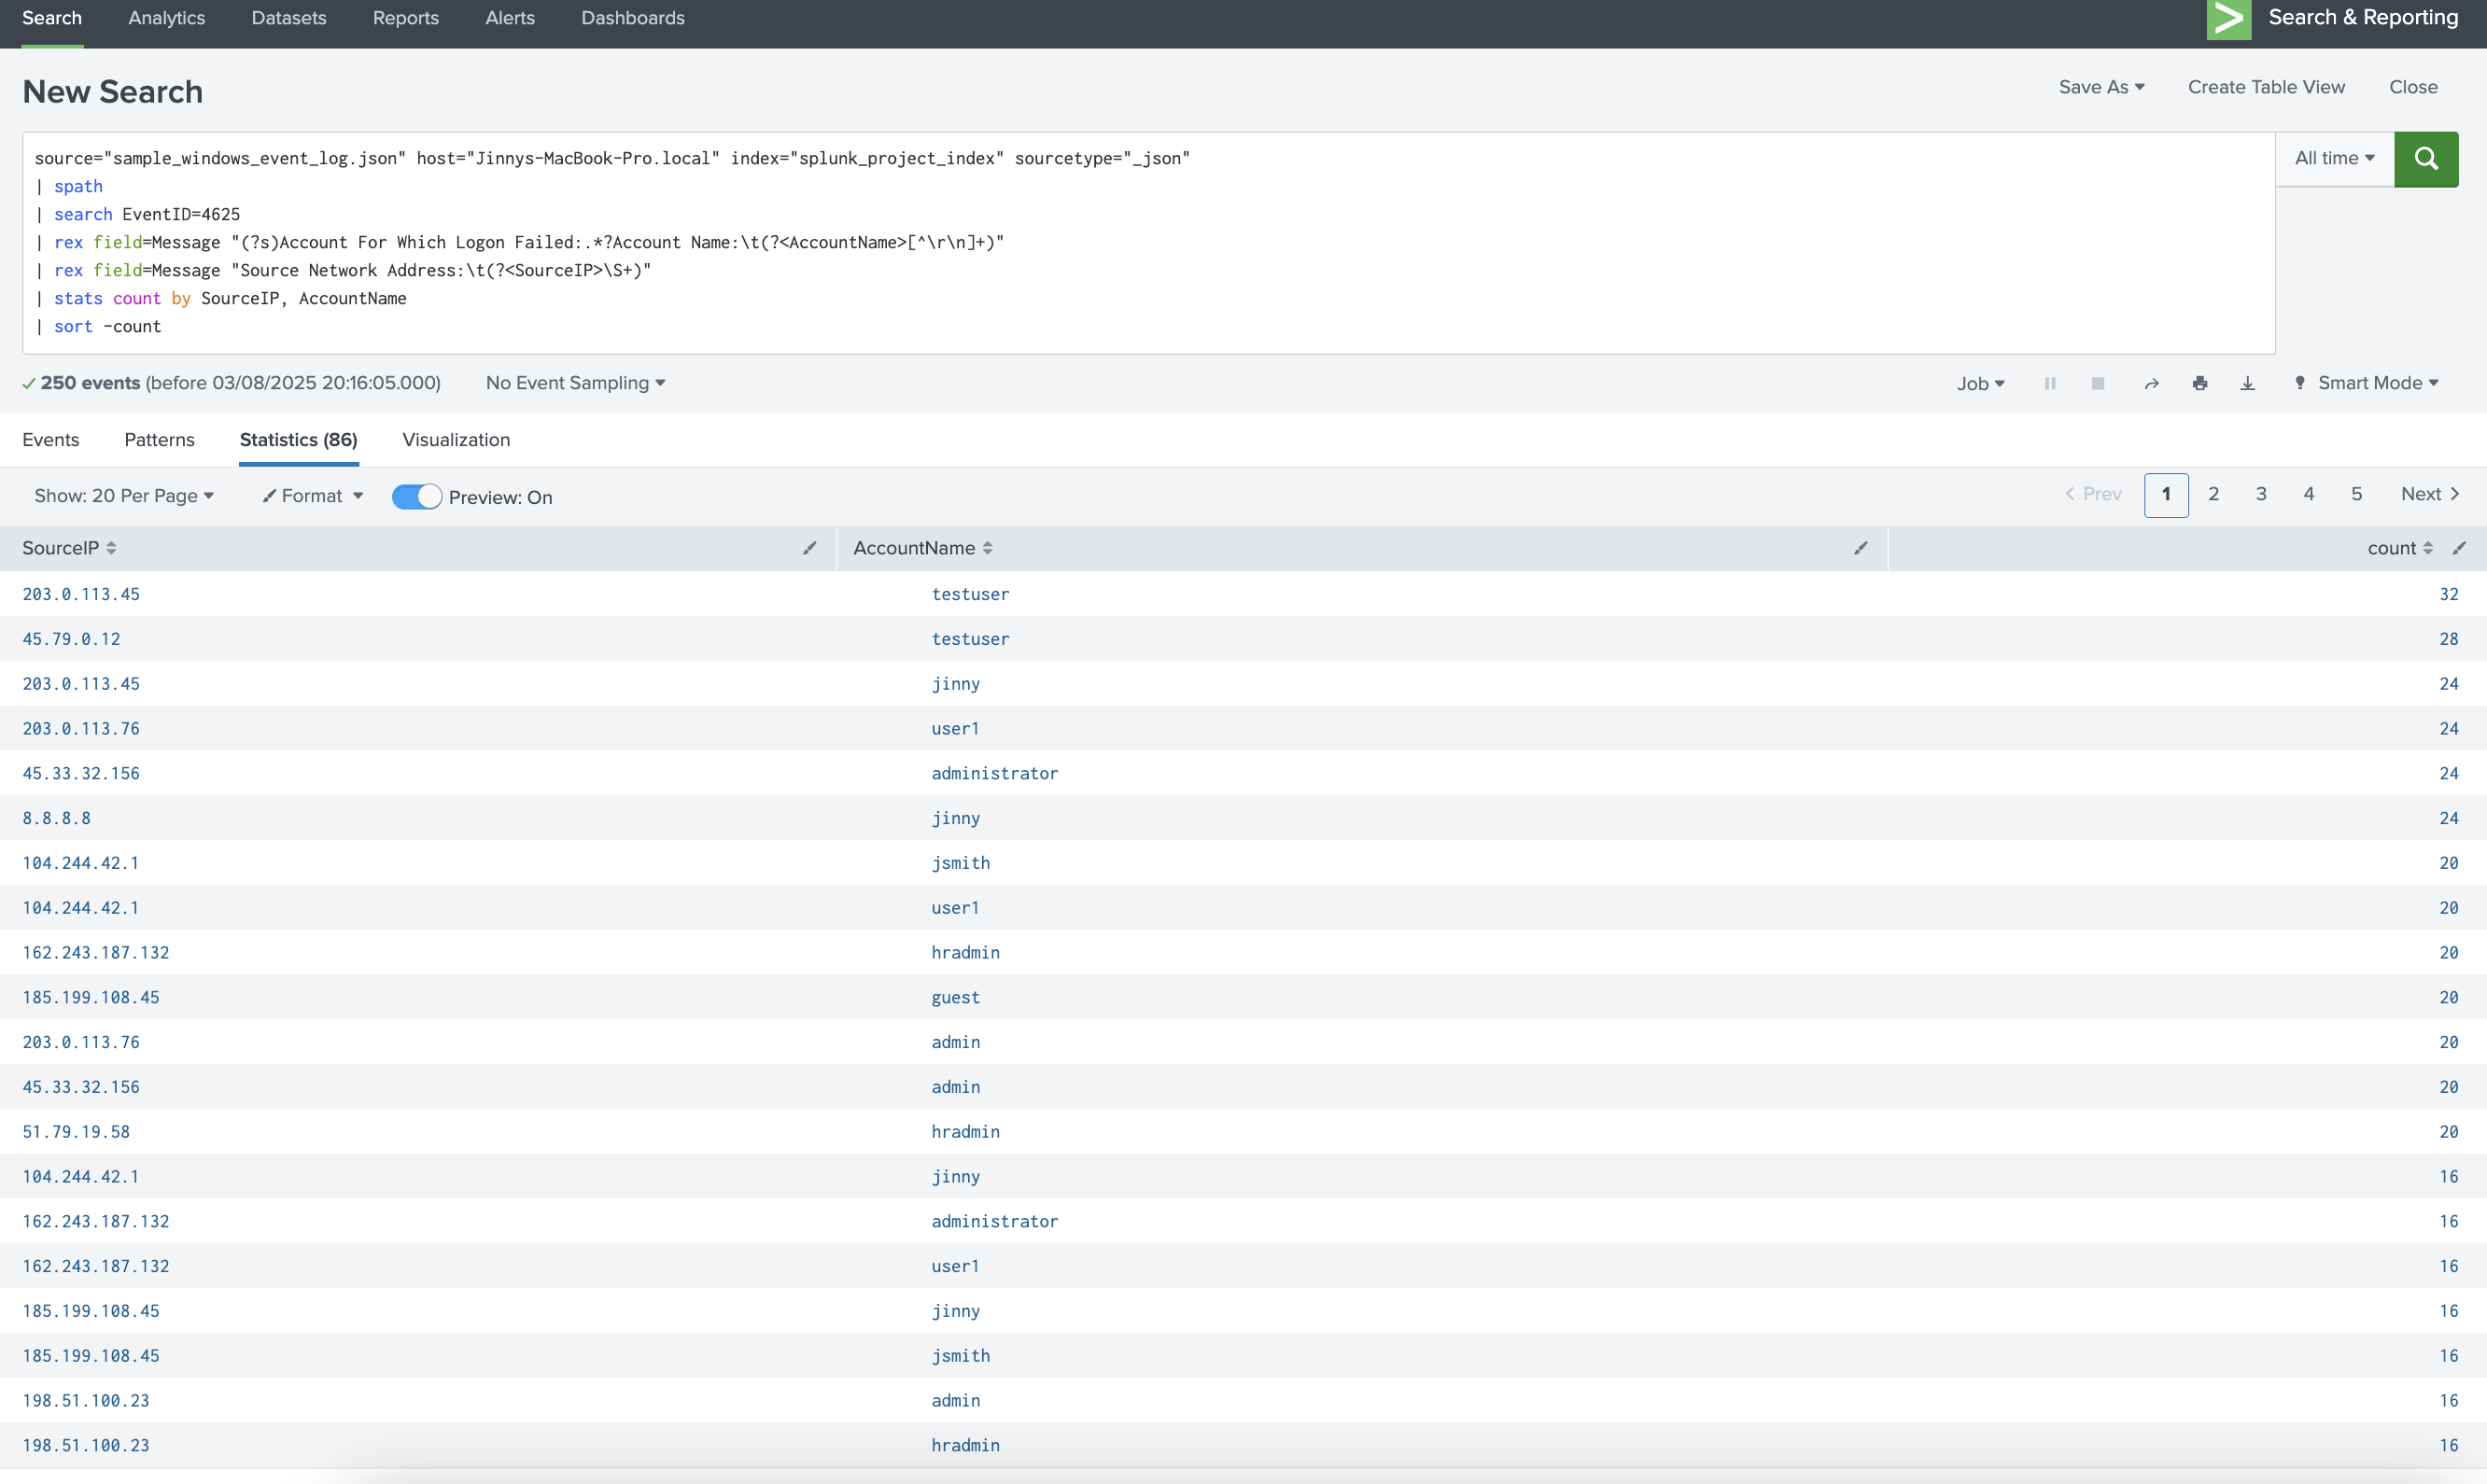 Search Analytics Datasets Reports Alerts Dashboards > Search & Reporting
New Search Save As Create Table View Close
source="sample_windows_event_log.json" host="Jinnys-MacBook-Pro.local" index="splunk_project_index" sourcetype="_json" All time
| spath
| search EventID=4625
| rex field=Message "(?s)Account For Which Logon Failed:.*?Account Name:\t(?<AccountName>[^\r\n]+)"
| rex field=Message "Source Network Address:\t(?<SourceIP>\S+)"
| stats count by SourceIP, AccountName
| sort -count
250 events (before 03/08/2025 20:16:05.000) No Event Sampling Job Smart Mode
Events Patterns Statistics (86) Visualization
Show: 20 Per Page Format Preview: On < Prev 1 2 3 4 5 Next >
SourceIP AccountName count
203.0.113.45 testuser 32
45.79.0.12 testuser 28
203.0.113.45 jinny 24
203.0.113.76 user1 24
45.33.32.156 administrator 24
8.8.8.8 jinny 24
104.244.42.1 jsmith 20
104.244.42.1 user1 20
162.243.187.132 hradmin 20
185.199.108.45 guest 20
203.0.113.76 admin 20
45.33.32.156 admin 20
51.79.19.58 hradmin 20
104.244.42.1 jinny 16
162.243.187.132 administrator 16
162.243.187.132 user1 16
185.199.108.45 jinny 16
185.199.108.45 jsmith 16
198.51.100.23 admin 16
198.51.100.23 hradmin 16